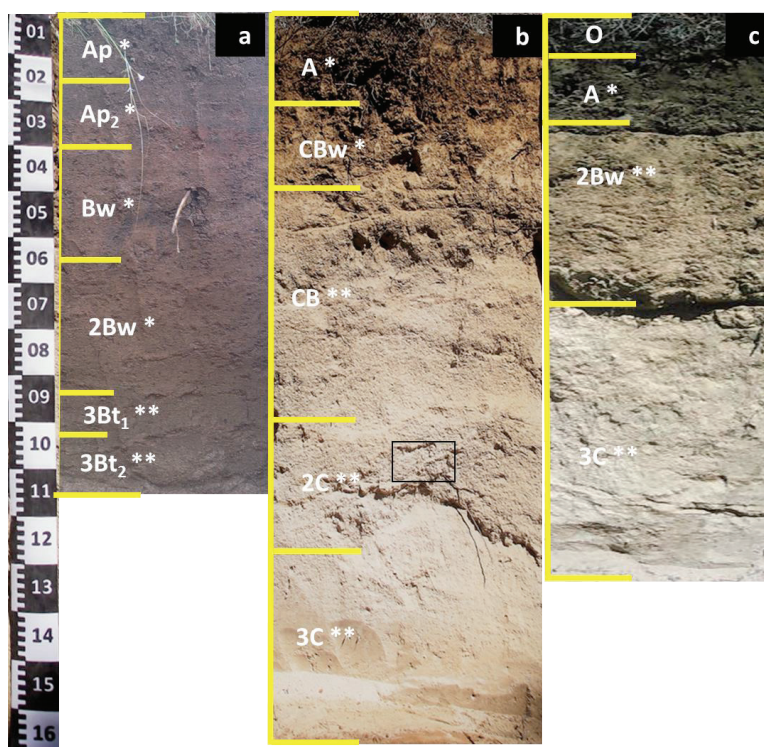 01
02
03
04
05
06
07
08
09
10
11
12
13
14
15
16
a
Ap *
Ap₂ *
Bw *
2Bw *
3Bt₁ **
3Bt₂ **
b
A *
CBw *
CB **
2C **
3C **
c
O
A *
2Bw **
3C **